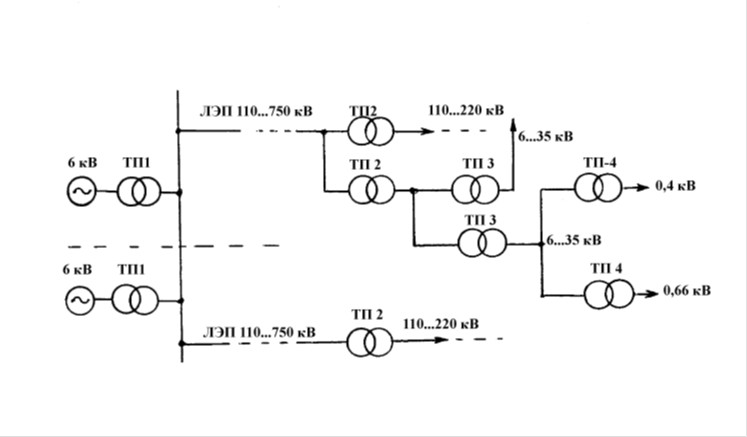 ЛЭП 110...750 кВ
ТП2
110...220 кВ
6...35 кВ
6 кВ
ТП1
ТП 2
ТП 3
ТП-4
0,4 кВ
ТП 3
6...35 кВ
6 кВ
ТП1
ТП 4
0,66 кВ
ЛЭП 110...750 кВ
ТП 2
110...220 кВ